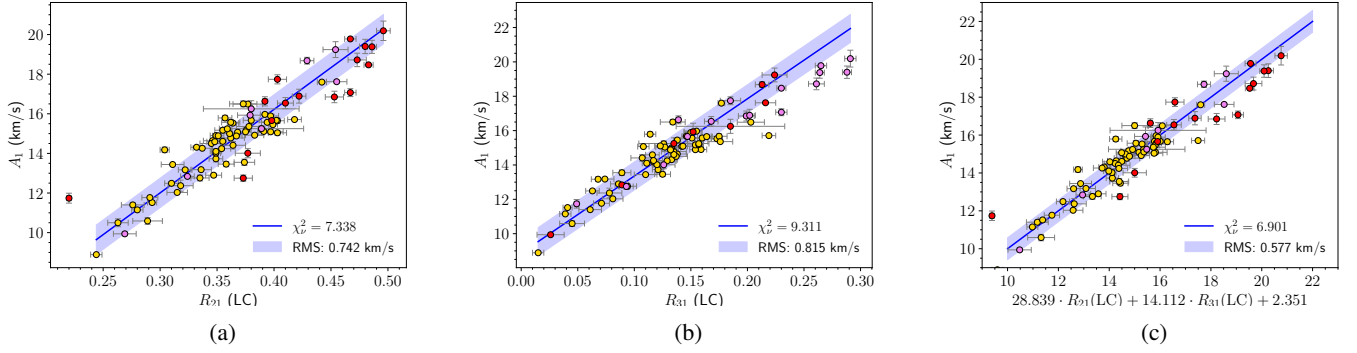 20
18
16
14
12
10
A₁ (km/s)
χ²ᵥ = 7.338
RMS: 0.742 km/s
0.25 0.30 0.35 0.40 0.45 0.50
R₂₁ (LC)
(a)
22
20
18
16
14
12
10
A₁ (km/s)
χ²ᵥ = 9.311
RMS: 0.815 km/s
0.00 0.05 0.10 0.15 0.20 0.25 0.30
R₃₁ (LC)
(b)
22
20
18
16
14
12
10
A₁ (km/s)
χ²ᵥ = 6.901
RMS: 0.577 km/s
10 12 14 16 18 20 22
28.839 · R₂₁(LC) + 14.112 · R₃₁(LC) + 2.351
(c)